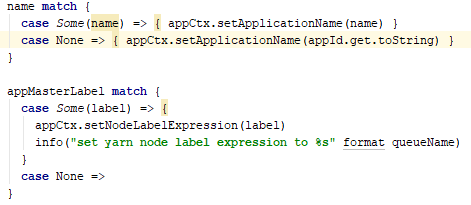 name match {
  case Some(name) => { appCtx.setApplicationName(name) }
  case None => { appCtx.setApplicationName(appId.get.toString) }
}

appMasterLabel match {
  case Some(label) => {
    appCtx.setNodeLabelExpression(label)
    info("set yarn node label expression to %s" format queueName)
  }
  case None =>
}